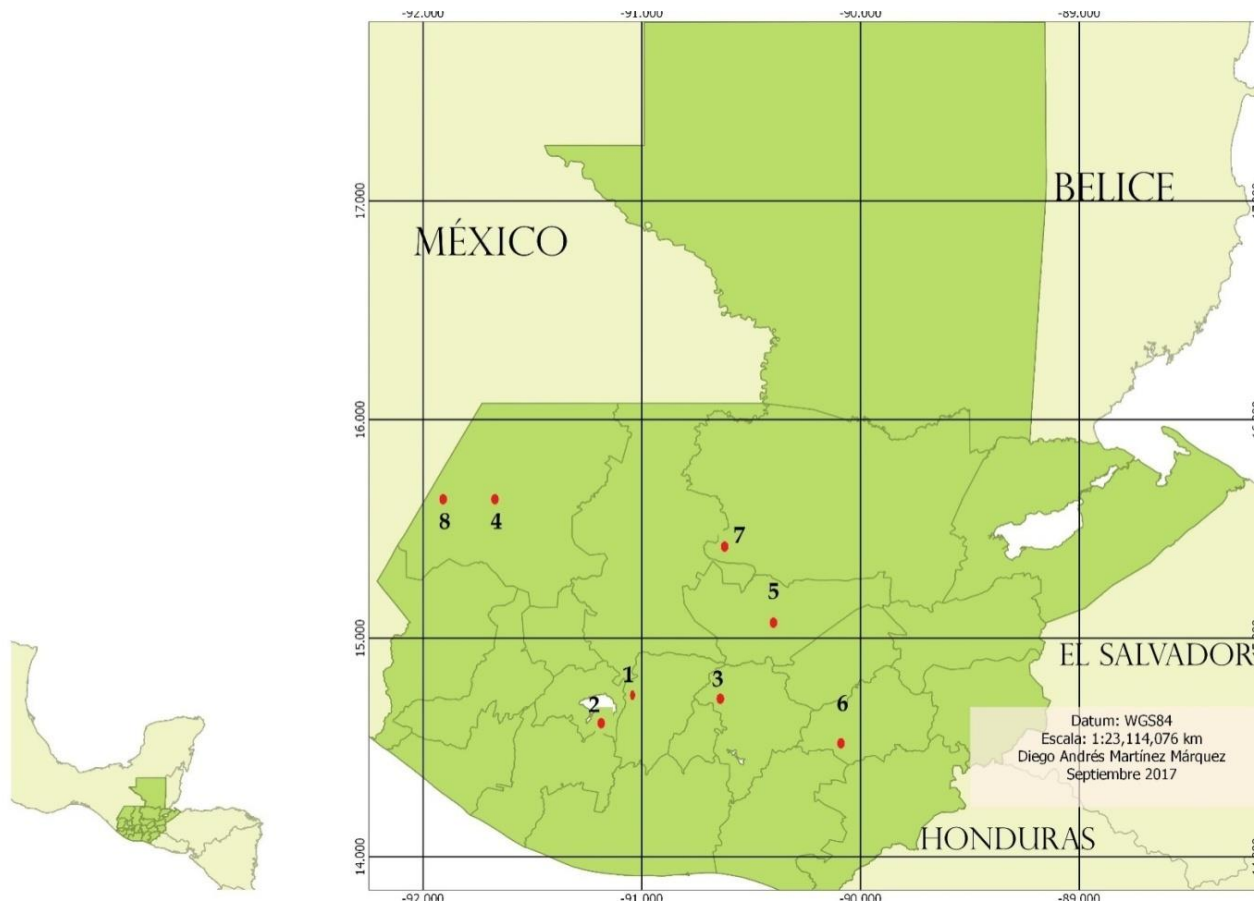 -92.000 -91.000 -90.000 -89.000
17.000
BELICE
MÉXICO
16.000
8 4
7
5
15.000
EL SALVADOR
1
3
2
6
Datum: WGS84
Escala: 1:23,114,076 km
Diego Andrés Martínez Márquez
Septiembre 2017
HONDURAS
14.000
-92.000 -91.000 -90.000 -89.000